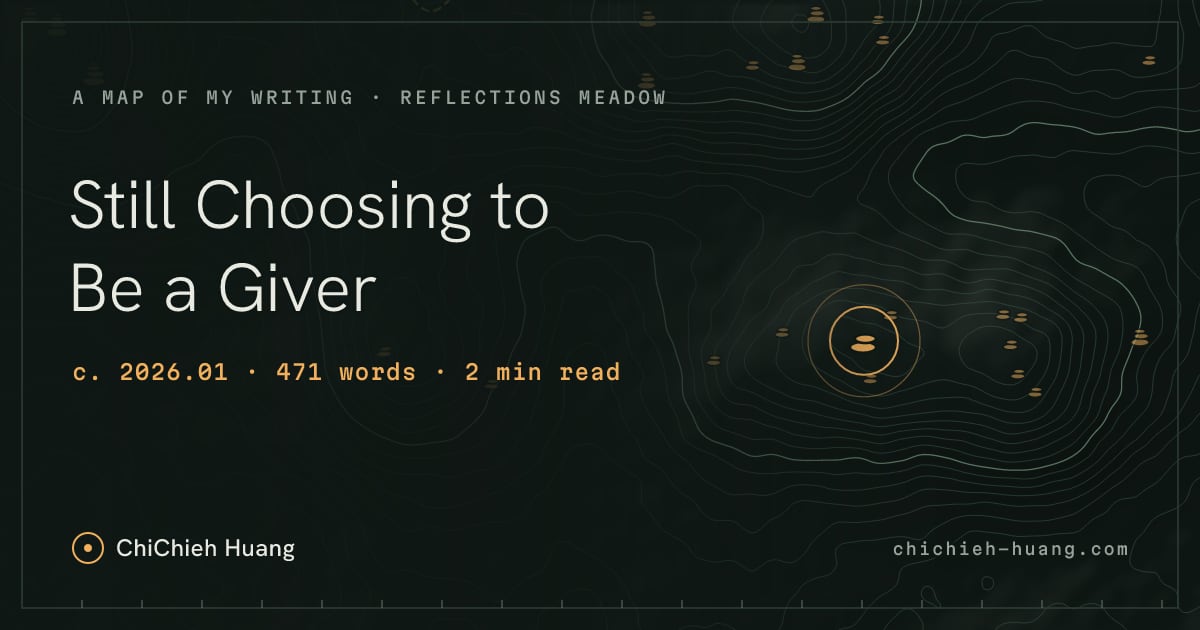 A MAP OF MY WRITING · REFLECTIONS MEADOW
Still Choosing to
Be a Giver
c. 2026.01 · 471 words · 2 min read
ChiChieh Huang
chichieh-huang.com